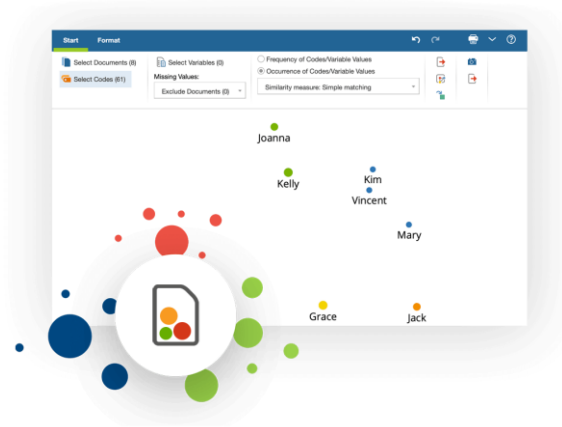 Start Format
Select Documents (8)
Select Codes (61)
Select Variables (0)
Missing Values:
Exclude Documents (0)
Frequency of Codes/Variable Values
Occurrence of Codes/Variable Values
Similarity measure: Simple matching
Joanna
Kelly
Kim
Vincent
Mary
Grace
Jack